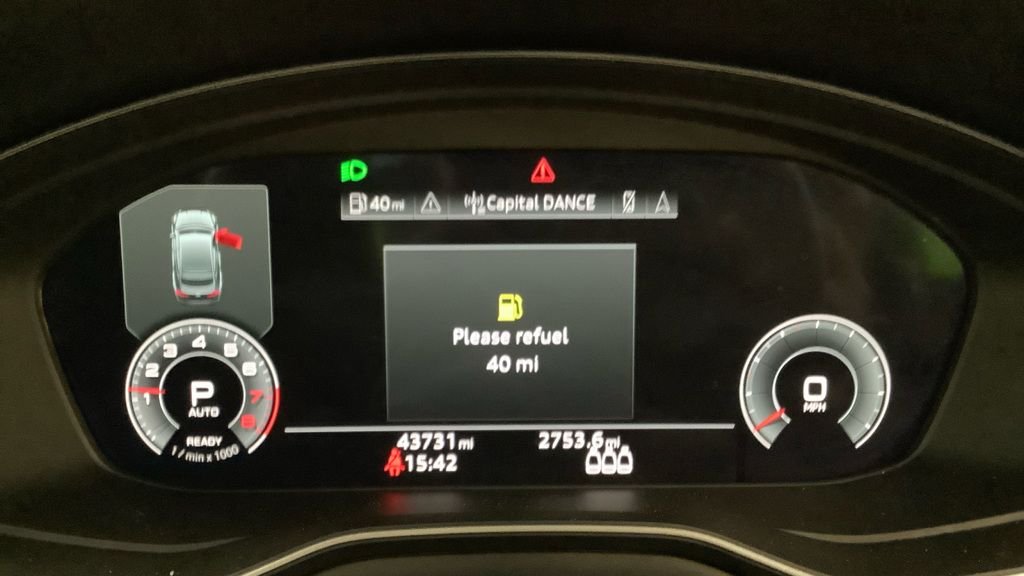 40 mi
Capital DANCE
Please refuel
40 mi
1 2 3 4 5 6 7 8
P
AUTO
READY
1 / min x 1000
0
MPH
43731 mi
2753.6 mi
15:42